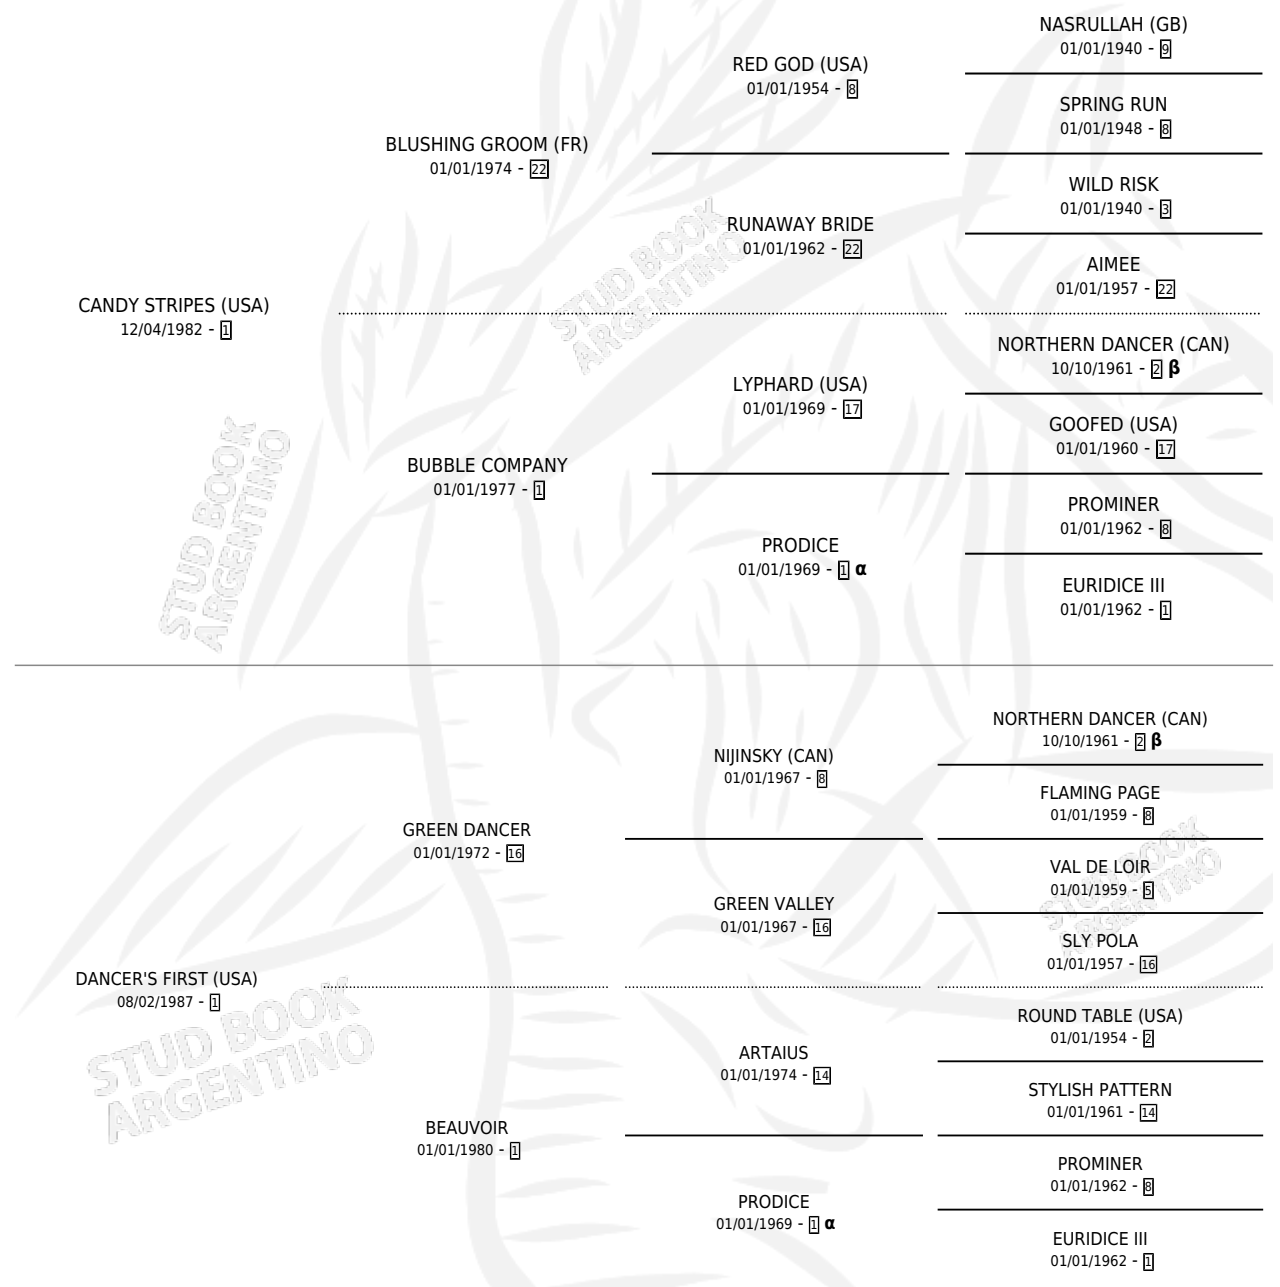 NASRULLAH (GB)
01/01/1940 - 9
RED GOD (USA)
01/01/1954 - 8
SPRING RUN
01/01/1948 - 8
BLUSHING GROOM (FR)
01/01/1974 - 22
WILD RISK
01/01/1940 - 3
RUNAWAY BRIDE
01/01/1962 - 22
AIMEE
01/01/1957 - 22
CANDY STRIPES (USA)
12/04/1982 - 1
NORTHERN DANCER (CAN)
10/10/1961 - 2 β
LYPHARD (USA)
01/01/1969 - 17
GOOFED (USA)
01/01/1960 - 17
BUBBLE COMPANY
01/01/1977 - 1
PROMINER
01/01/1962 - 8
PRODICE
01/01/1969 - 1 α
EURIDICE III
01/01/1962 - 1
NORTHERN DANCER (CAN)
10/10/1961 - 2 β
NIJINSKY (CAN)
01/01/1967 - 8
FLAMING PAGE
01/01/1959 - 8
GREEN DANCER
01/01/1972 - 16
VAL DE LOIR
01/01/1959 - 5
GREEN VALLEY
01/01/1967 - 16
SLY POLA
01/01/1957 - 16
DANCER'S FIRST (USA)
08/02/1987 - 1
ROUND TABLE (USA)
01/01/1954 - 2
ARTAIUS
01/01/1974 - 14
STYLISH PATTERN
01/01/1961 - 14
BEAUVOIR
01/01/1980 - 1
PROMINER
01/01/1962 - 8
PRODICE
01/01/1969 - 1 α
EURIDICE III
01/01/1962 - 1
STUD BOOK
ARGENTINO
STUD BOOK
ARGENTINO
STUD BOOK
ARGENTINO
STUD BOOK
ARGENTINO